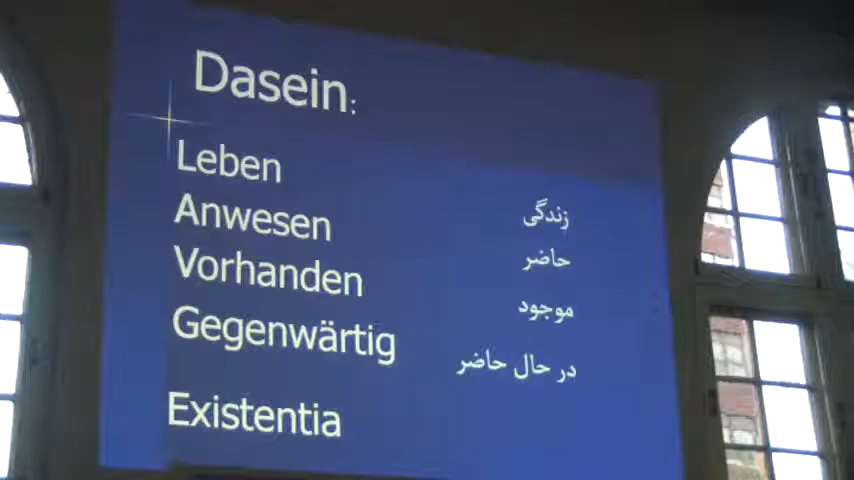 Dasein:
Leben
Anwesen
زندگی
Vorhanden
حاضر
Gegenwärtig
موجود
در حال حاضر
Existentia